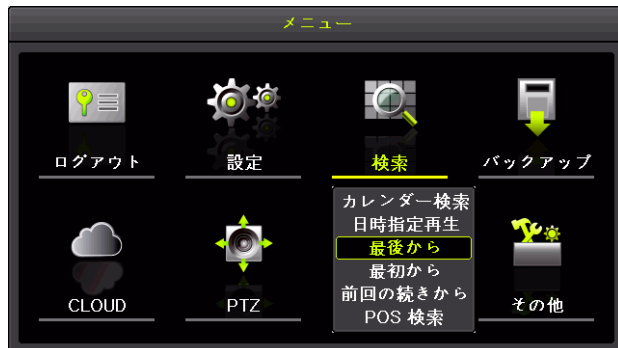 メニュー
ログアウト
設定
検索
バックアップ
カレンダー検索
日時指定再生
最後から
最初から
前回の続きから
POS 検索
CLOUD
PTZ
その他